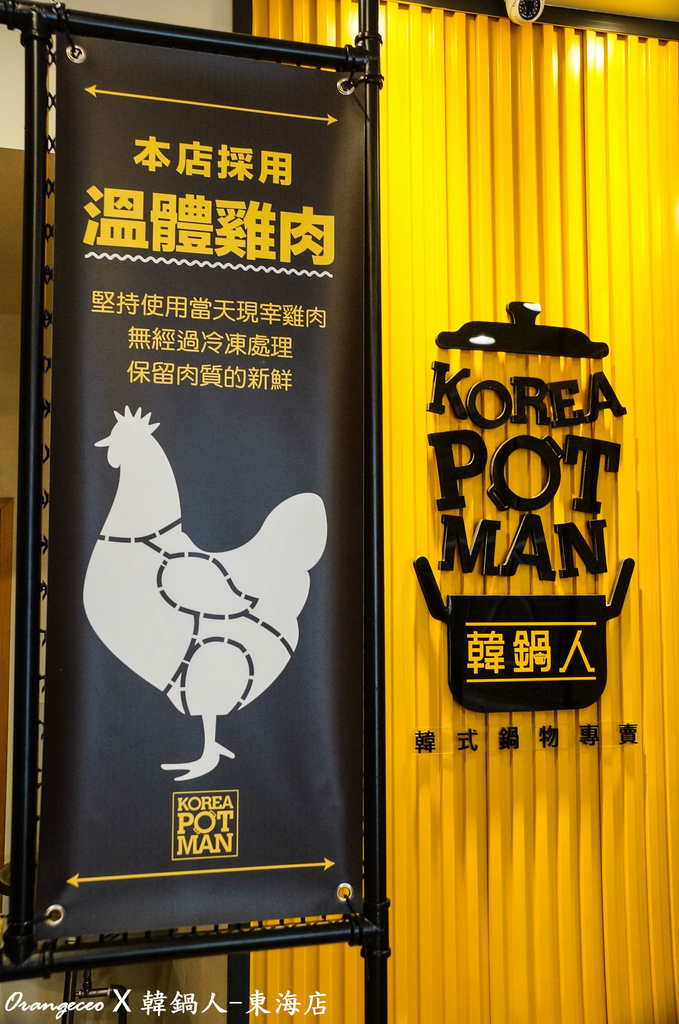 本店採用
溫體雞肉
堅持使用當天現宰雞肉
無經過冷凍處理
保留肉質的新鮮
KOREA
POT
MAN
KOREA
POT
MAN
韓鍋人
韓式鍋物專賣
Orangeceo X 韓鍋人-東海店